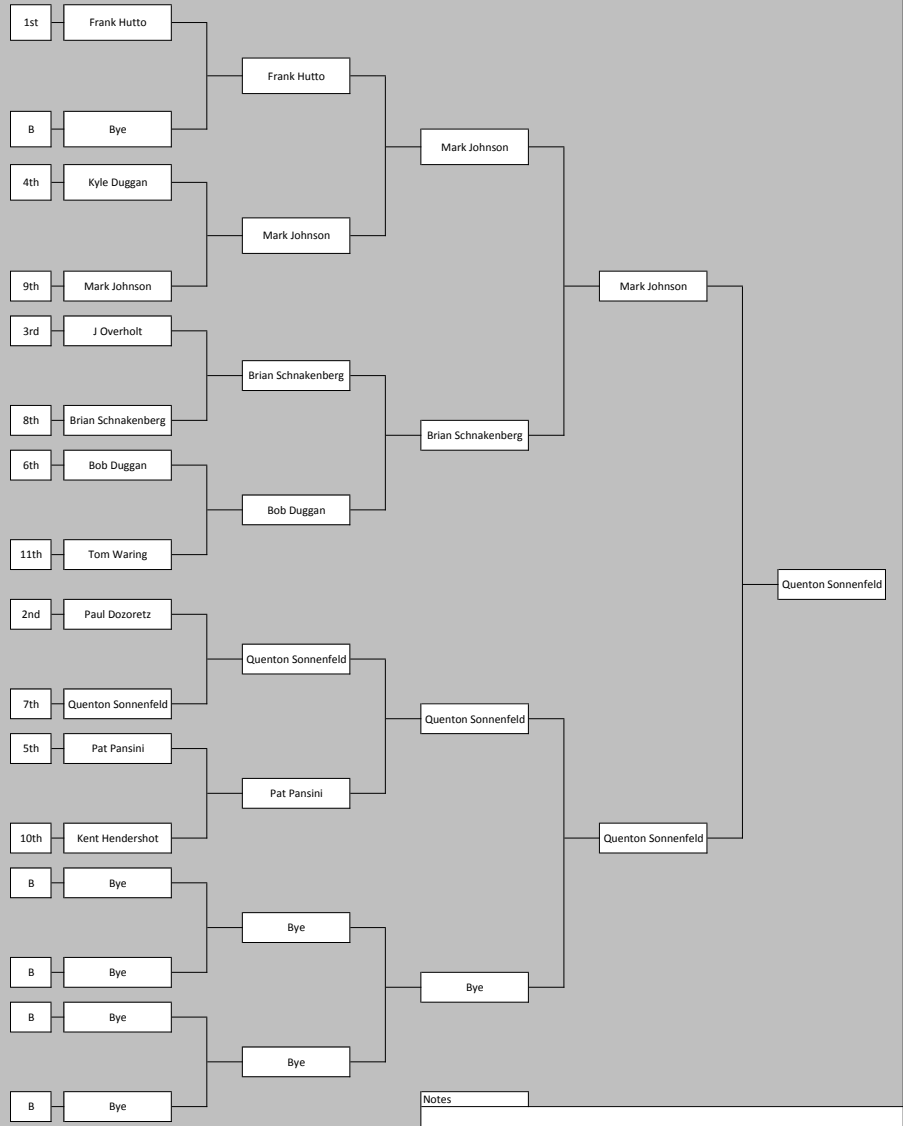 1st
Frank Hutto
Frank Hutto
B
Bye
Mark Johnson
4th
Kyle Duggan
Mark Johnson
9th
Mark Johnson
Mark Johnson
3rd
J Overholt
Brian Schnakenberg
8th
Brian Schnakenberg
Brian Schnakenberg
6th
Bob Duggan
Bob Duggan
11th
Tom Waring
Quenton Sonnenfeld
2nd
Paul Dozoretz
Quenton Sonnenfeld
7th
Quenton Sonnenfeld
Quenton Sonnenfeld
5th
Pat Pansini
Pat Pansini
10th
Kent Hendershot
Quenton Sonnenfeld
B
Bye
Bye
B
Bye
Bye
B
Bye
Bye
B
Bye
Notes